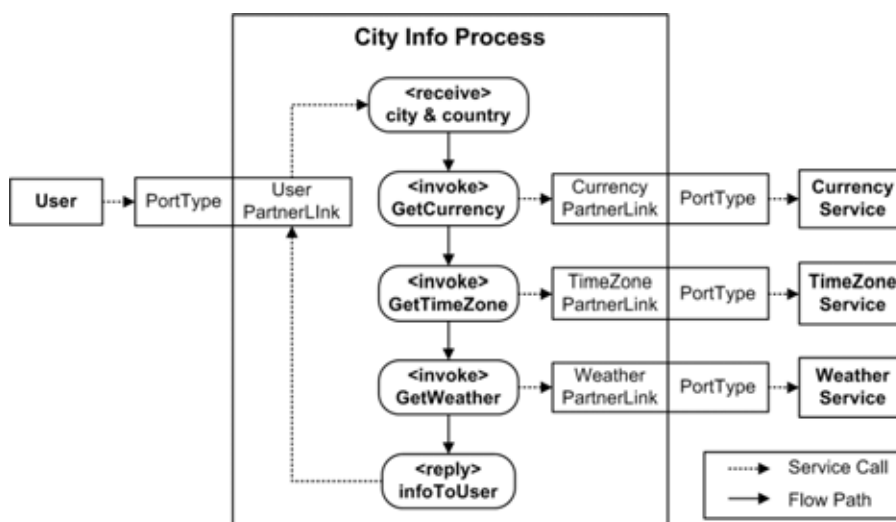 City Info Process
<receive>
city & country
User
PortType
User
PartnerLInk
<invoke>
GetCurrency
Currency
PartnerLink
PortType
Currency
Service
<invoke>
GetTimeZone
TimeZone
PartnerLink
PortType
TimeZone
Service
<invoke>
GetWeather
Weather
PartnerLink
PortType
Weather
Service
<reply>
infoToUser
Service Call
Flow Path